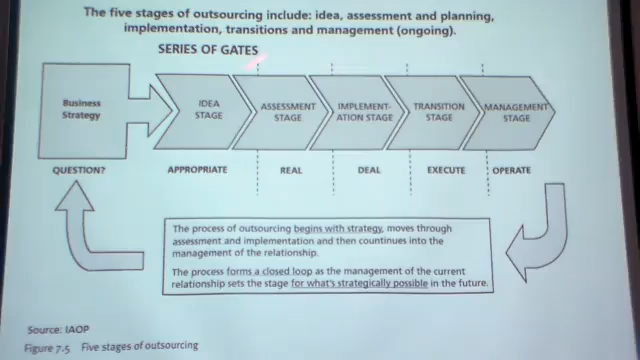 The five stages of outsourcing include: idea, assessment and planning,
implementation, transitions and management (ongoing).
SERIES OF GATES
Business
Strategy
IDEA
STAGE
ASSESSMENT
STAGE
IMPLEMENT-
ATION STAGE
TRANSITION
STAGE
MANAGEMENT
STAGE
QUESTION?
APPROPRIATE
REAL
DEAL
EXECUTE
OPERATE
The process of outsourcing begins with strategy, moves through
assessment and implementation and then countinues into the
management of the relationship.
The process forms a closed loop as the management of the current
relationship sets the stage for what's strategically possible in the future.
Source: IAOP
Figure 7.5 Five stages of outsourcing